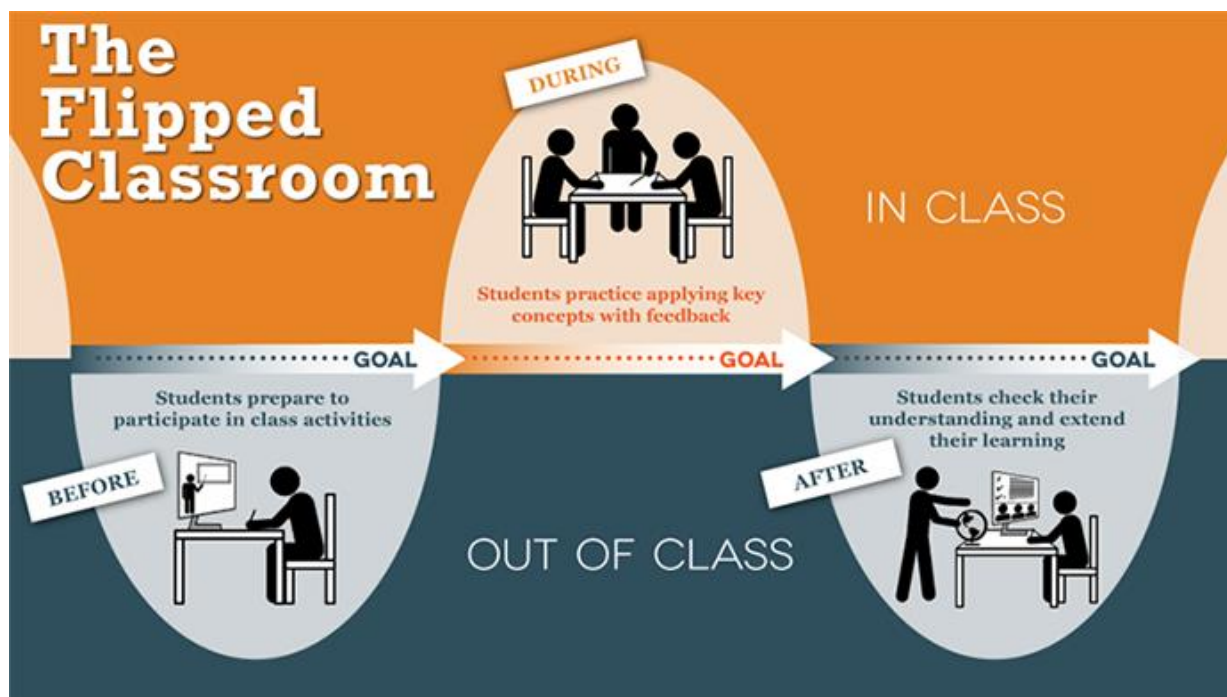 The
Flipped
Classroom
DURING
IN CLASS
Students practice applying key
concepts with feedback
GOAL
GOAL
GOAL
Students prepare to
participate in class activities
BEFORE
OUT OF CLASS
Students check their
understanding and extend
their learning
AFTER